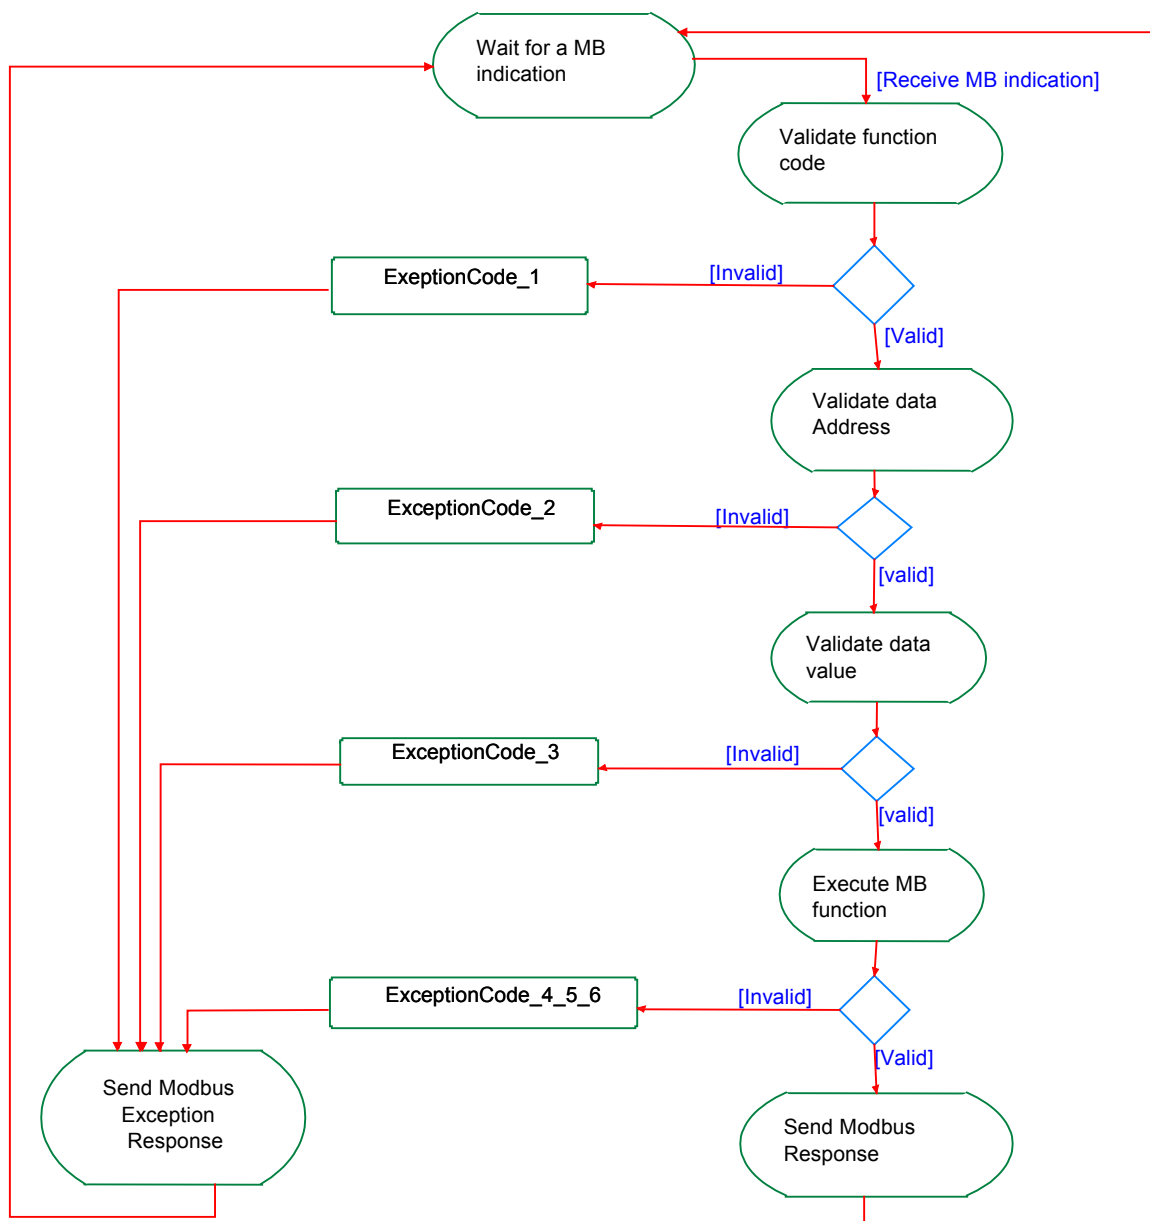 Wait for a MB
indication
[Receive MB indication]
Validate function
code
ExeptionCode_1
[Invalid]
[Valid]
Validate data
Address
ExceptionCode_2
[Invalid]
[valid]
Validate data
value
ExceptionCode_3
[Invalid]
[valid]
Execute MB
function
ExceptionCode_4_5_6
[Invalid]
[Valid]
Send Modbus
Exception
Response
Send Modbus
Response